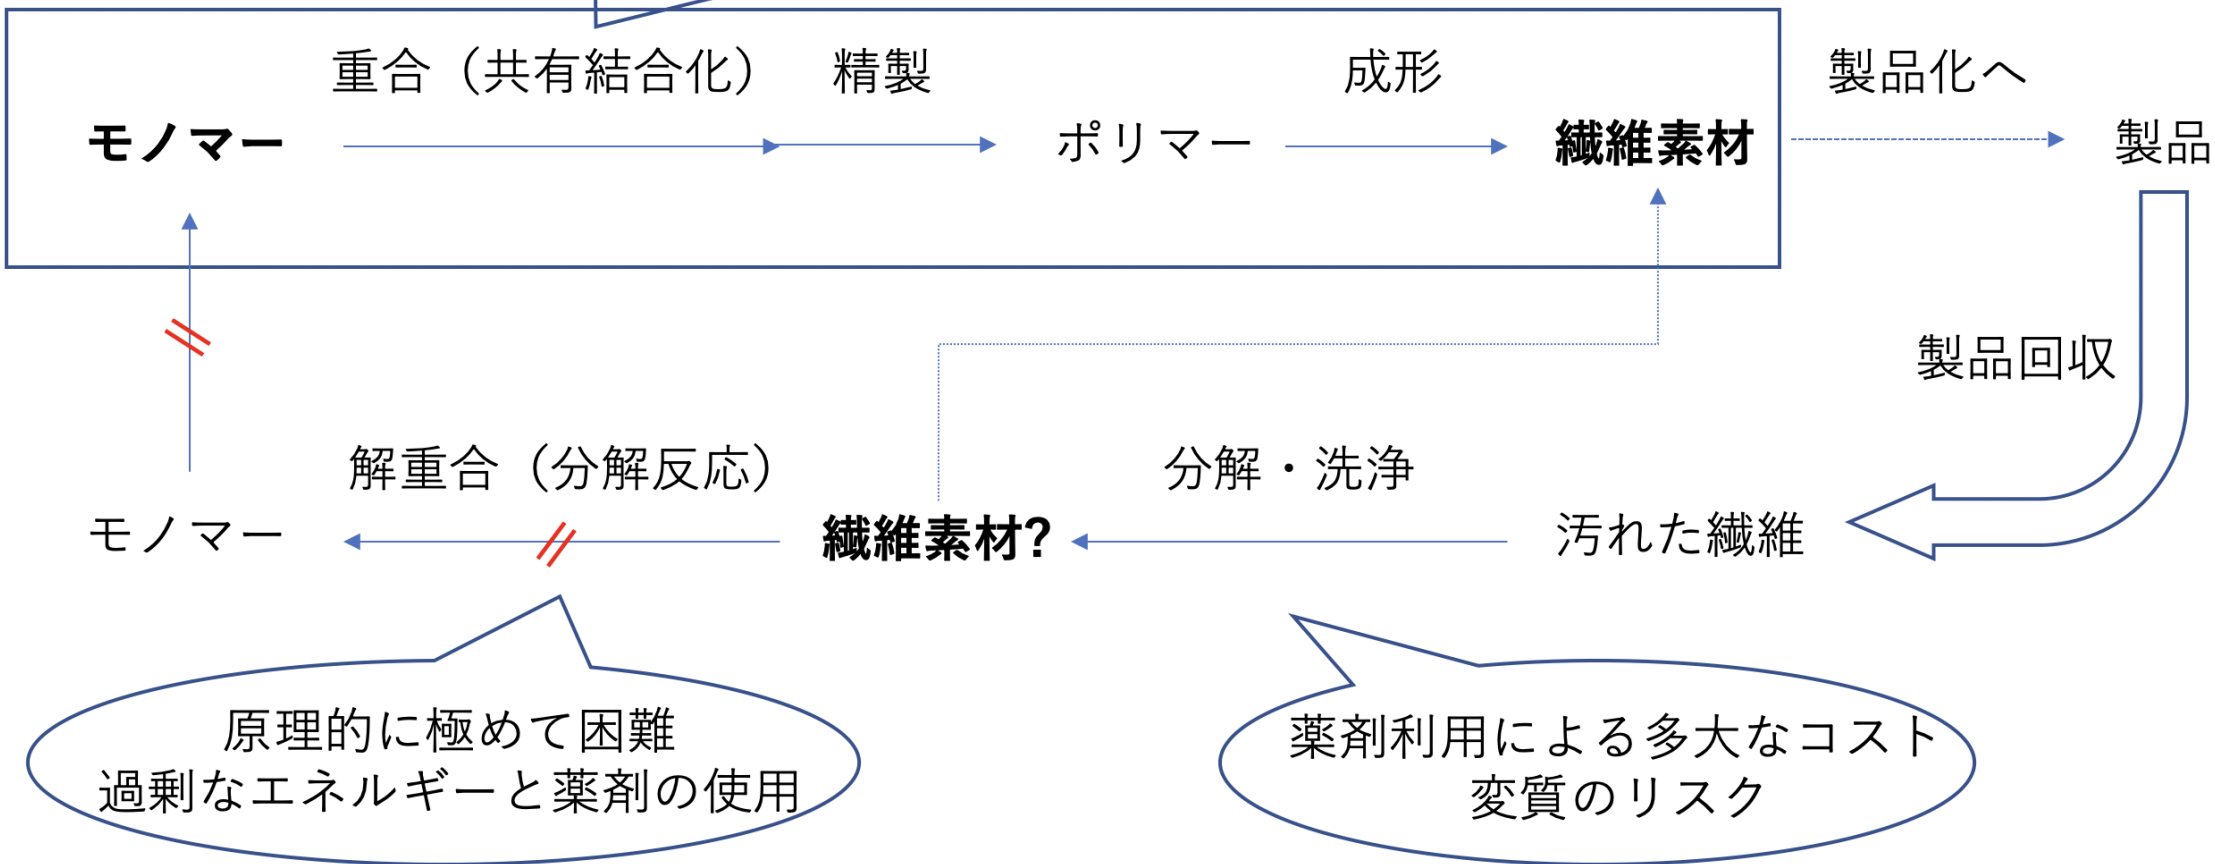 重合（共有結合化） 精製 成形 製品化へ
モノマー ポリマー 繊維素材 製品
製品回収
解重合（分解反応） 分解・洗浄
モノマー 繊維素材? 汚れた繊維
原理的に極めて困難
過剰なエネルギーと薬剤の使用
薬剤利用による多大なコスト
変質のリスク